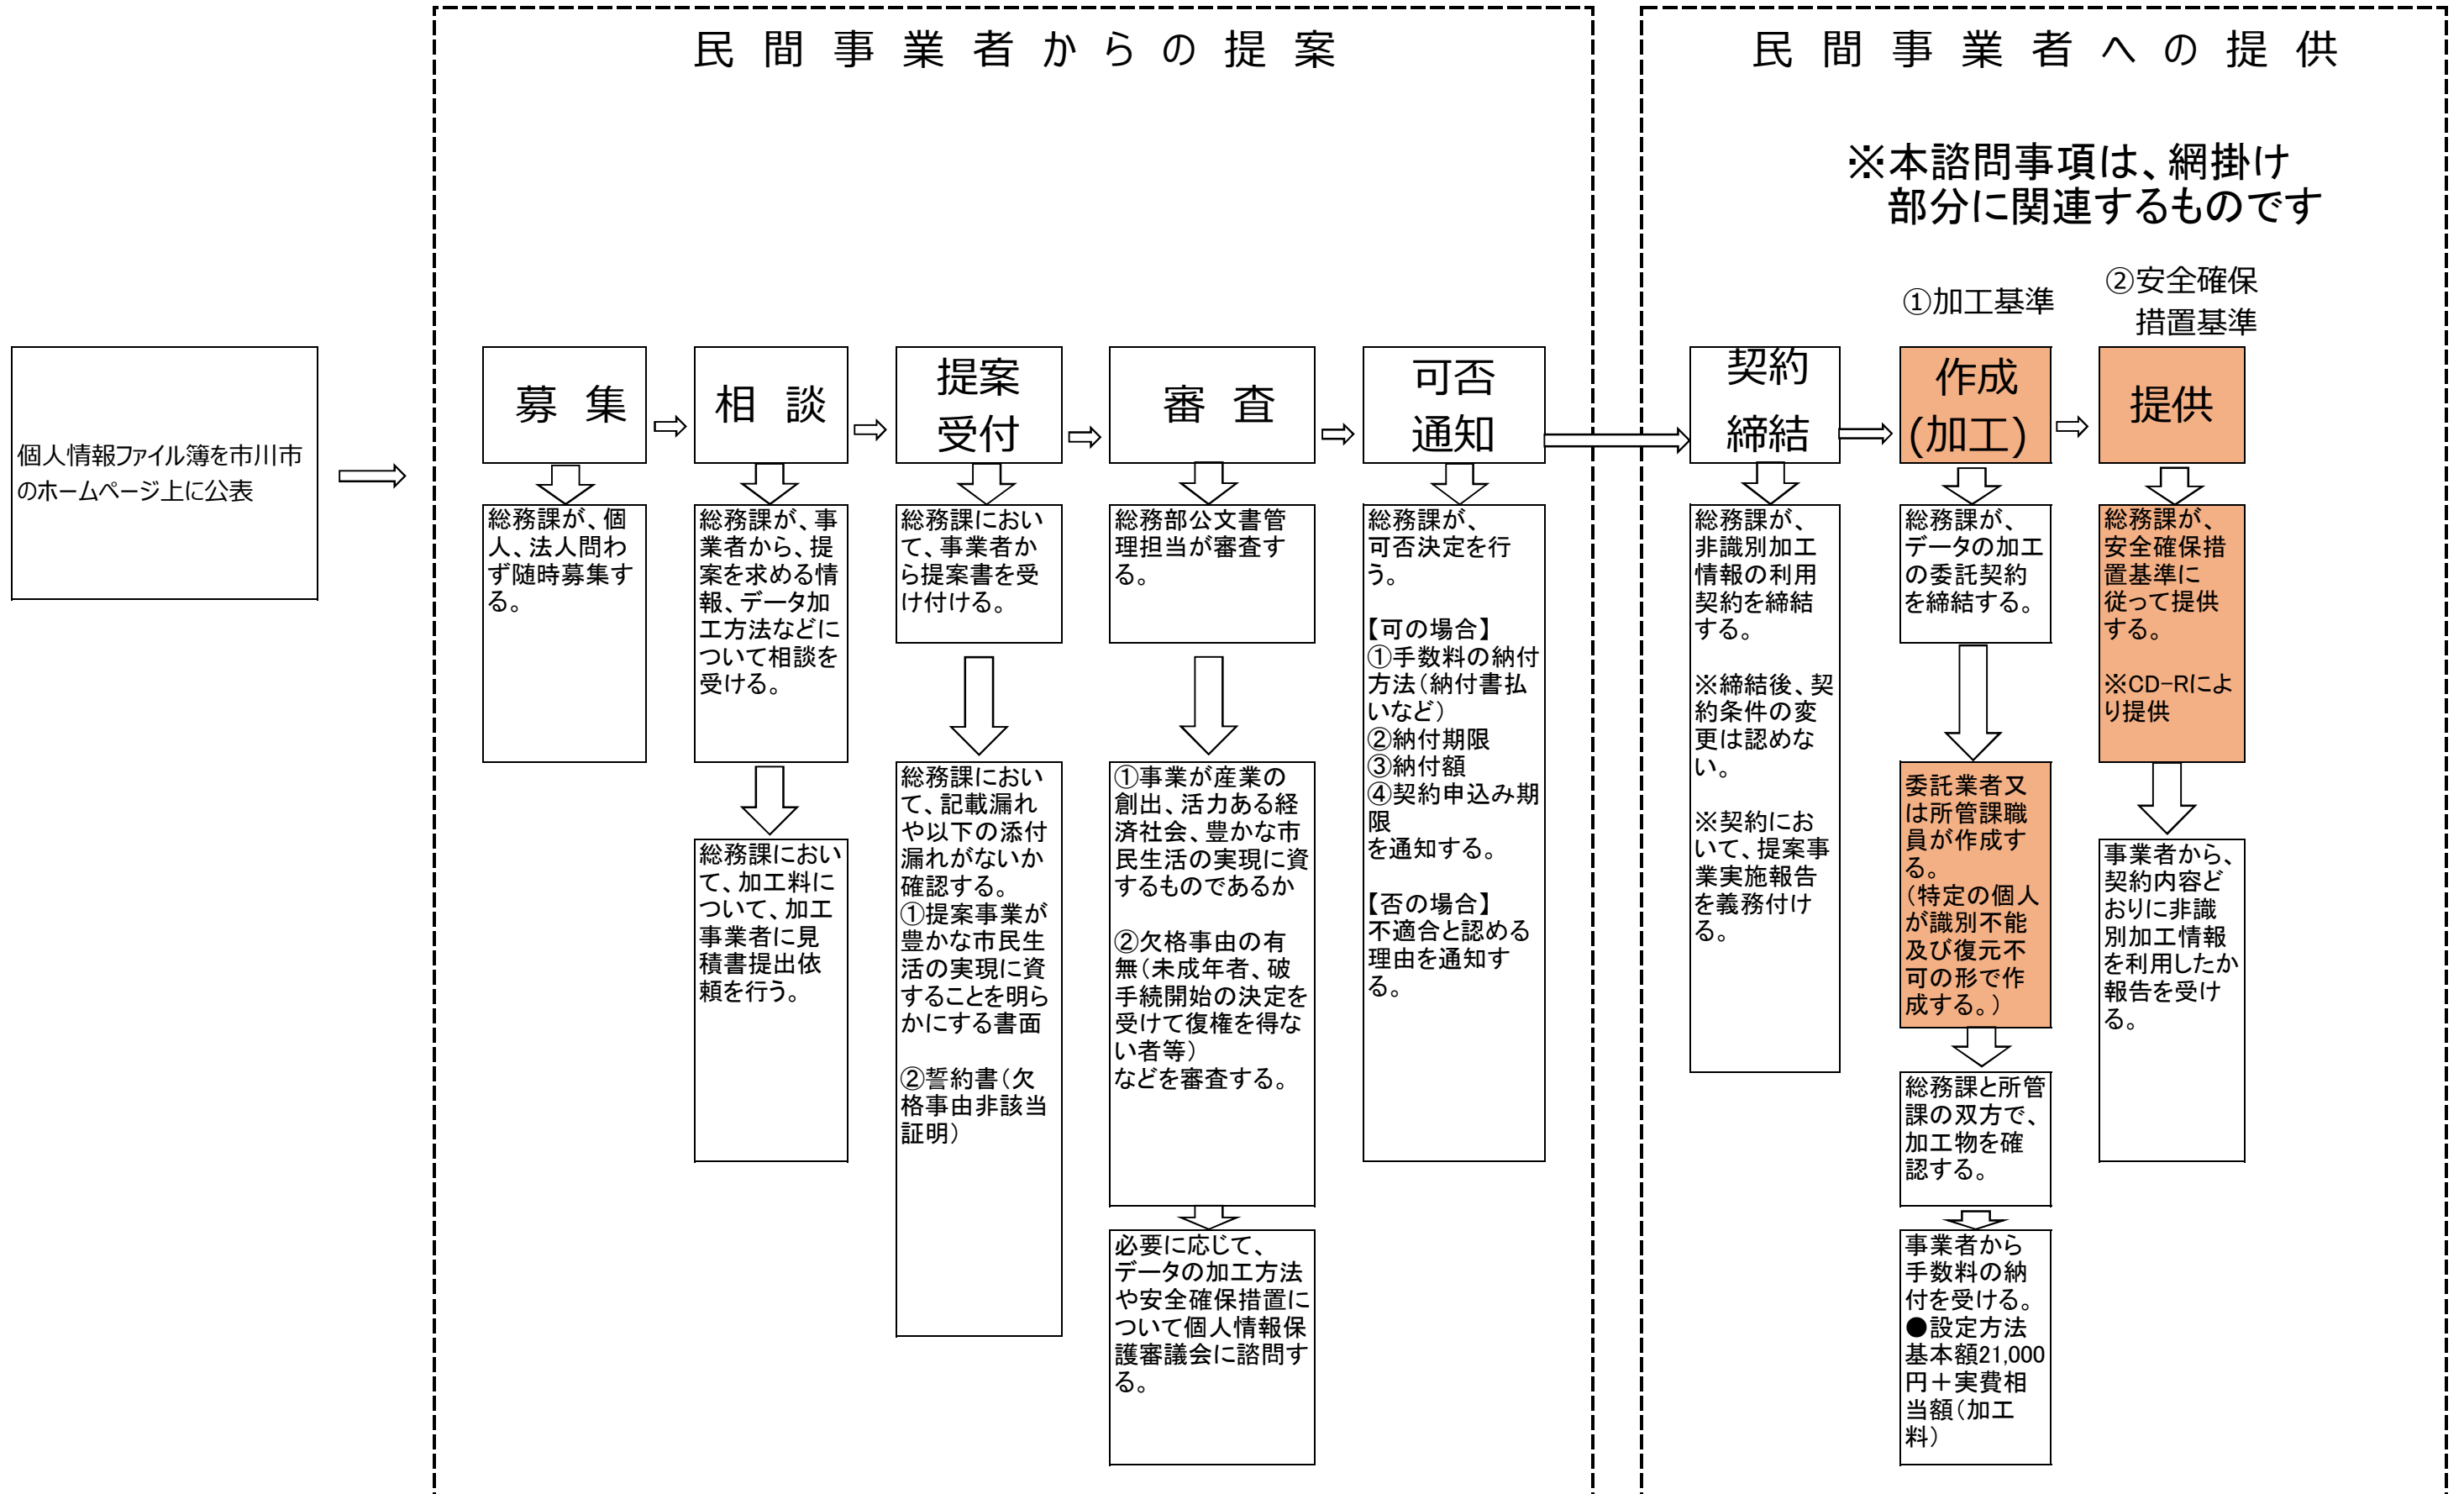 民間事業者からの提案
民間事業者への提供
※本諮問事項は、網掛け
部分に関連するものです
①加工基準
②安全確保
措置基準
個人情報ファイル簿を市川市
のホームページ上に公表
募集
相談
提案
受付
審査
可否
通知
契約
締結
作成
(加工)
提供
総務課が、個
人、法人問わ
ず随時募集す
る。
総務課が、事
業者から、提
案を求める情
報、データ加
工方法などに
ついて相談を
受ける。
総務課におい
て、加工料に
ついて、加工
事業者に見
積書提出依
頼を行う。
総務課におい
て、事業者か
ら提案書を受
け付ける。
総務課におい
て、記載漏れ
や以下の添付
漏れがないか
確認する。
①提案事業が
豊かな市民生
活の実現に資
することを明ら
かにする書面
②誓約書（欠
格事由非該当
証明）
総務部公文書管
理担当が審査す
る。
①事業が産業の
創出、活力ある経
済社会、豊かな市
民生活の実現に資
するものであるか
②欠格事由の有
無（未成年者、破
手続開始の決定を
受けて復権を得な
い者等）
などを審査する。
必要に応じて、
データの加工方法
や安全確保措置に
ついて個人情報保
護審議会に諮問す
る。
総務課が、
可否決定を行
う。
【可の場合】
①手数料の納付
方法（納付書払
いなど）
②納付期限
③納付額
④契約申込み期
限
を通知する。
【否の場合】
不適合と認める
理由を通知す
る。
総務課が、
非識別加工
情報の利用
契約を締結
する。
※締結後、契
約条件の変
更は認めな
い。
※契約にお
いて、提案事
業実施報告
を義務付け
る。
総務課が、
データの加工
の委託契約
を締結する。
委託業者又
は所管課職
員が作成す
る。
（特定の個人
が識別不能
及び復元不
可の形で作
成する。）
総務課と所管
課の双方で、
加工物を確
認する。
事業者から
手数料の納
付を受ける。
●設定方法
基本額21,000
円＋実費相
当額（加工
料）
総務課が、
安全確保措
置基準に
従って提供
する。
※CD-Rによ
り提供
事業者から、
契約内容ど
おりに非識
別加工情報
を利用したか
報告を受け
る。